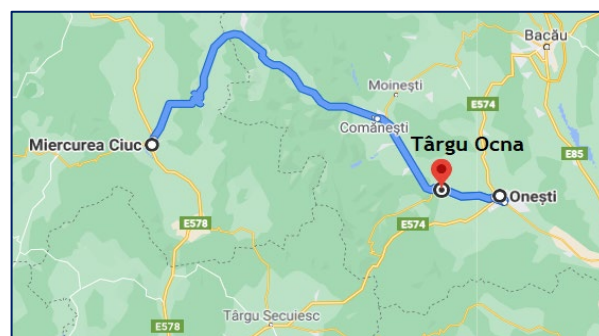 Bacău
Moinești
E574
Comănești
Târgu Ocna
Miercurea Ciuc
E85
Onești
E578
E574
Târgu Secuiesc
E578